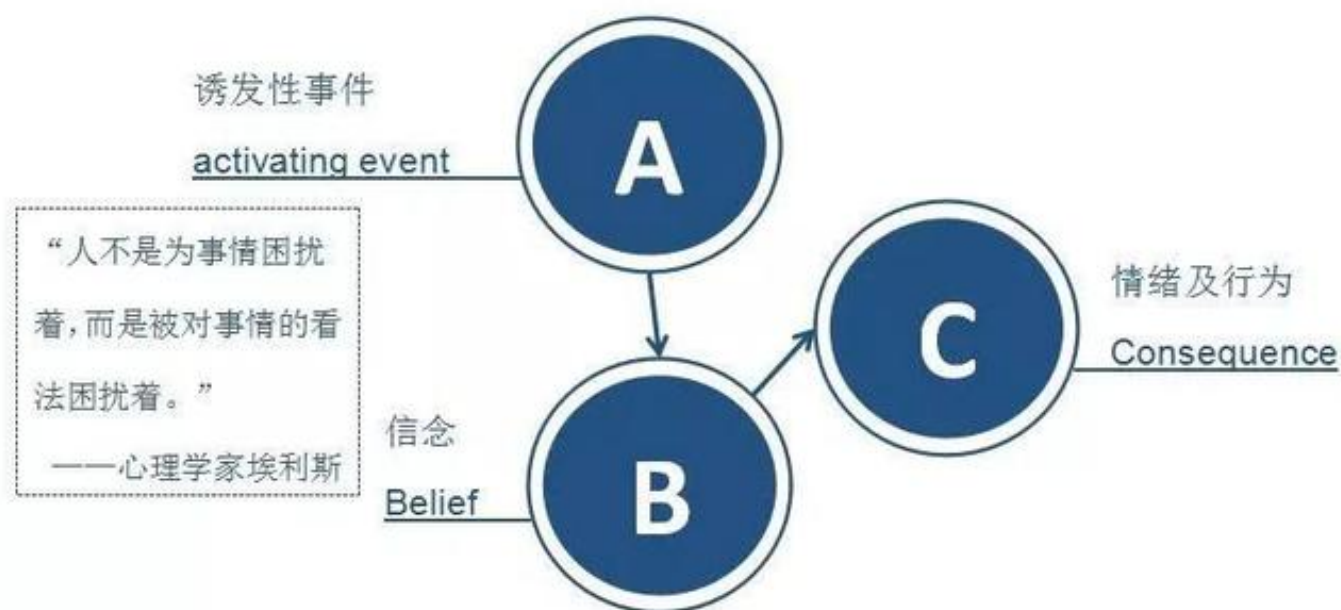 诱发性事件
activating event
A
“人不是为事情困扰
着，而是被对事情的看
法困扰着。”
——心理学家埃利斯
情绪及行为
Consequence
C
信念
Belief
B